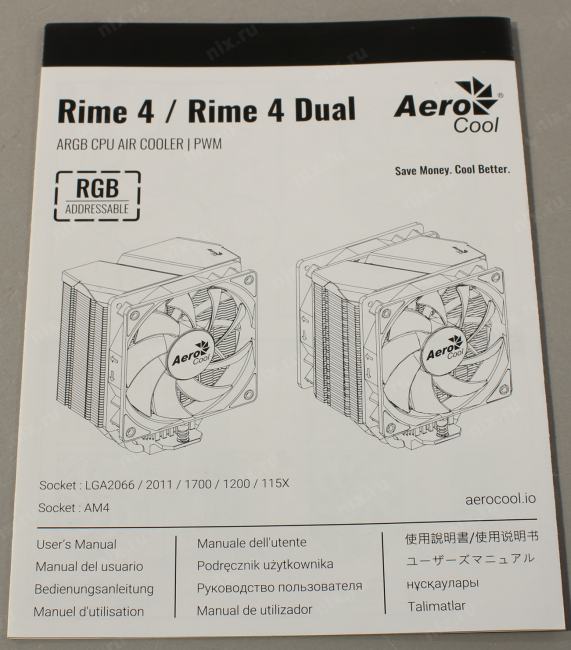 Rime 4 / Rime 4 Dual
ARGB CPU AIR COOLER | PWM
Aero
Cool
®
Save Money. Cool Better.
RGB
ADDRESSABLE
Aero
Cool
Aero
Cool
Socket : LGA2066 / 2011 / 1700 / 1200 / 115X
Socket : AM4
aerocool.io
User's Manual
Manual del usuario
Bedienungsanleitung
Manuel d'utilisation
Manuale dell'utente
Podręcznik użytkownika
Руководство пользователя
Manual de utilizador
使用說明書/使用说明书
ユーザーズマニュアル
нұсқаулары
Talimatlar